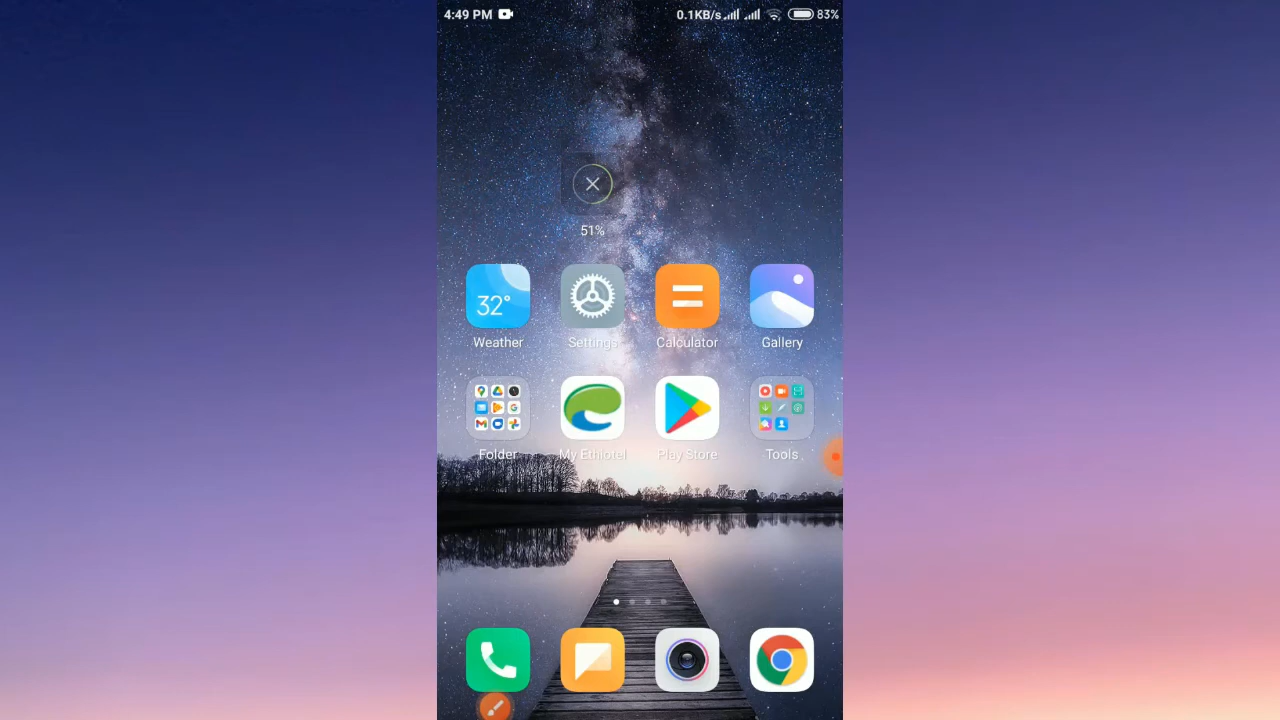 4:49 PM 0.1KB/s 83%
51%
32°
Weather Settings Calculator Gallery
Folder My Ethiotel Play Store Tools